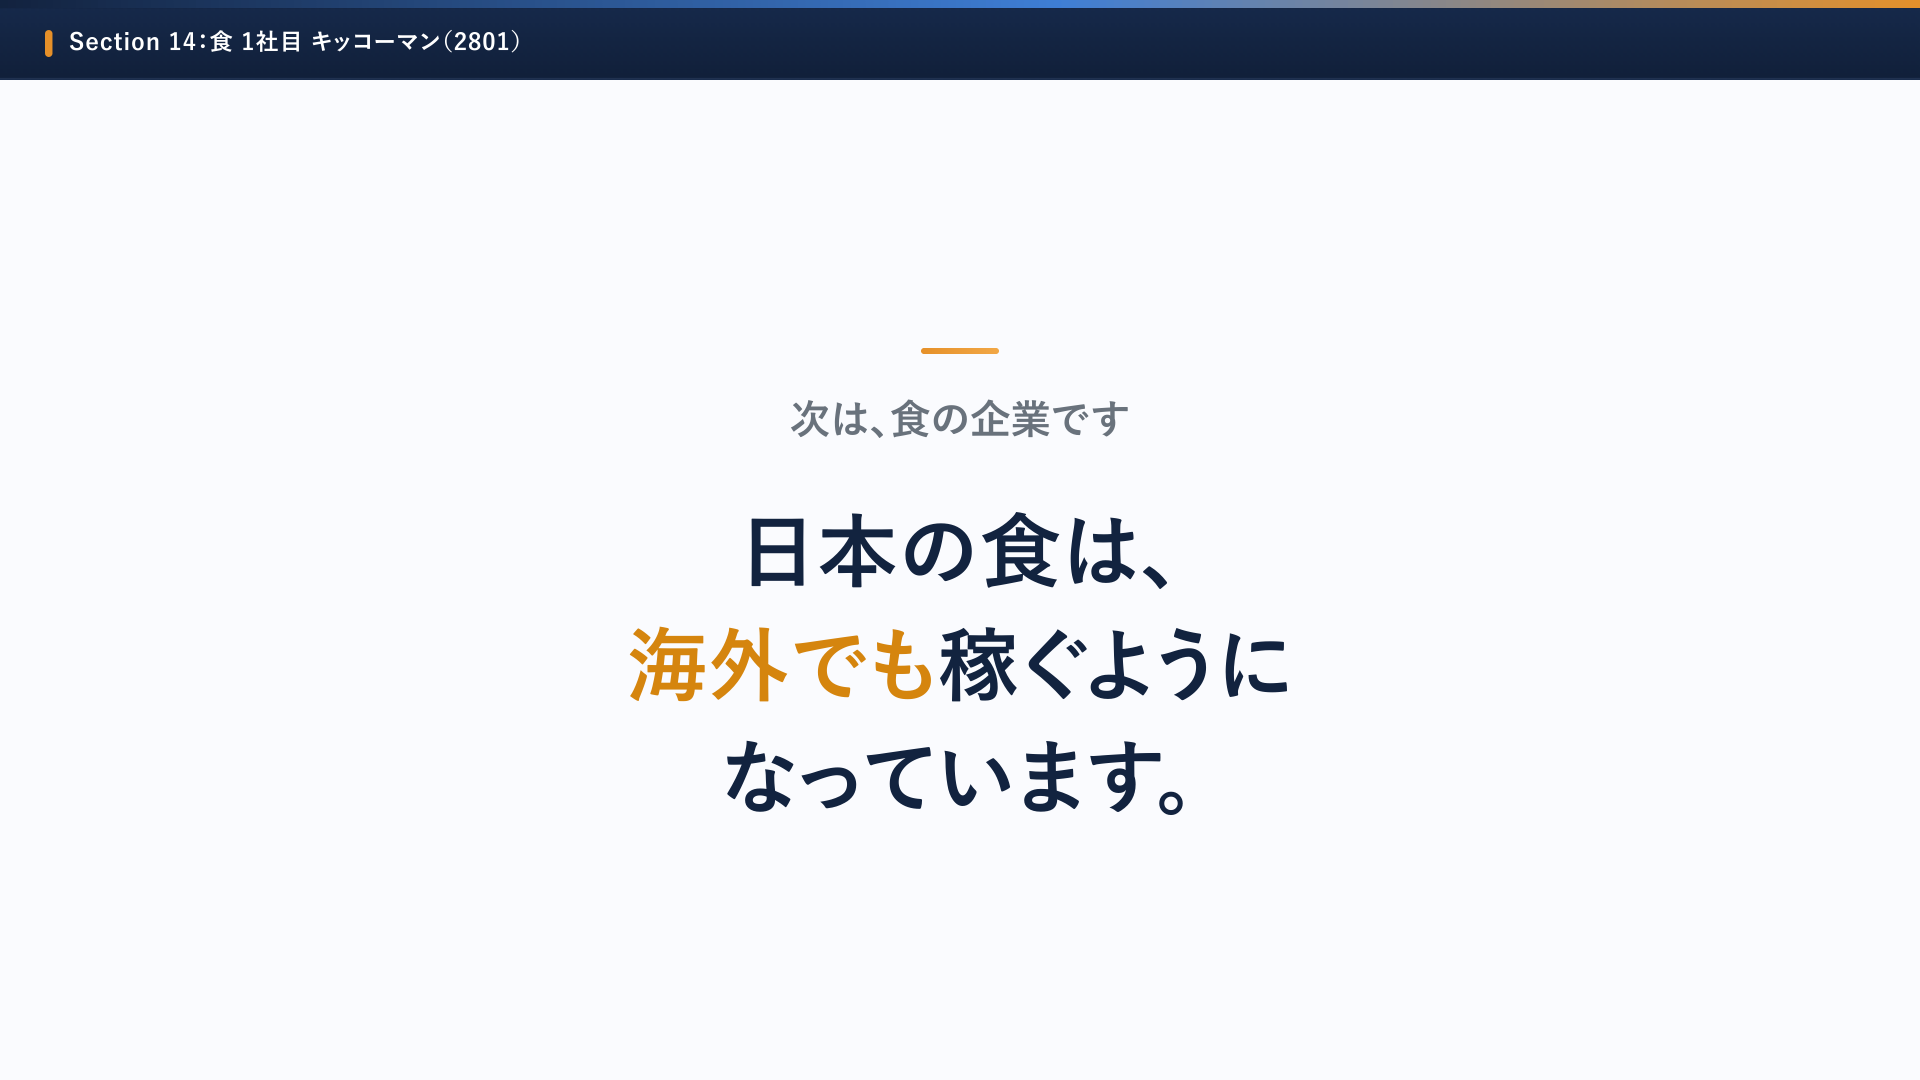 Section 14：食 1社目 キッコーマン（2801）
次は、食の企業です
日本の食は、
海外でも稼ぐように
なっています。